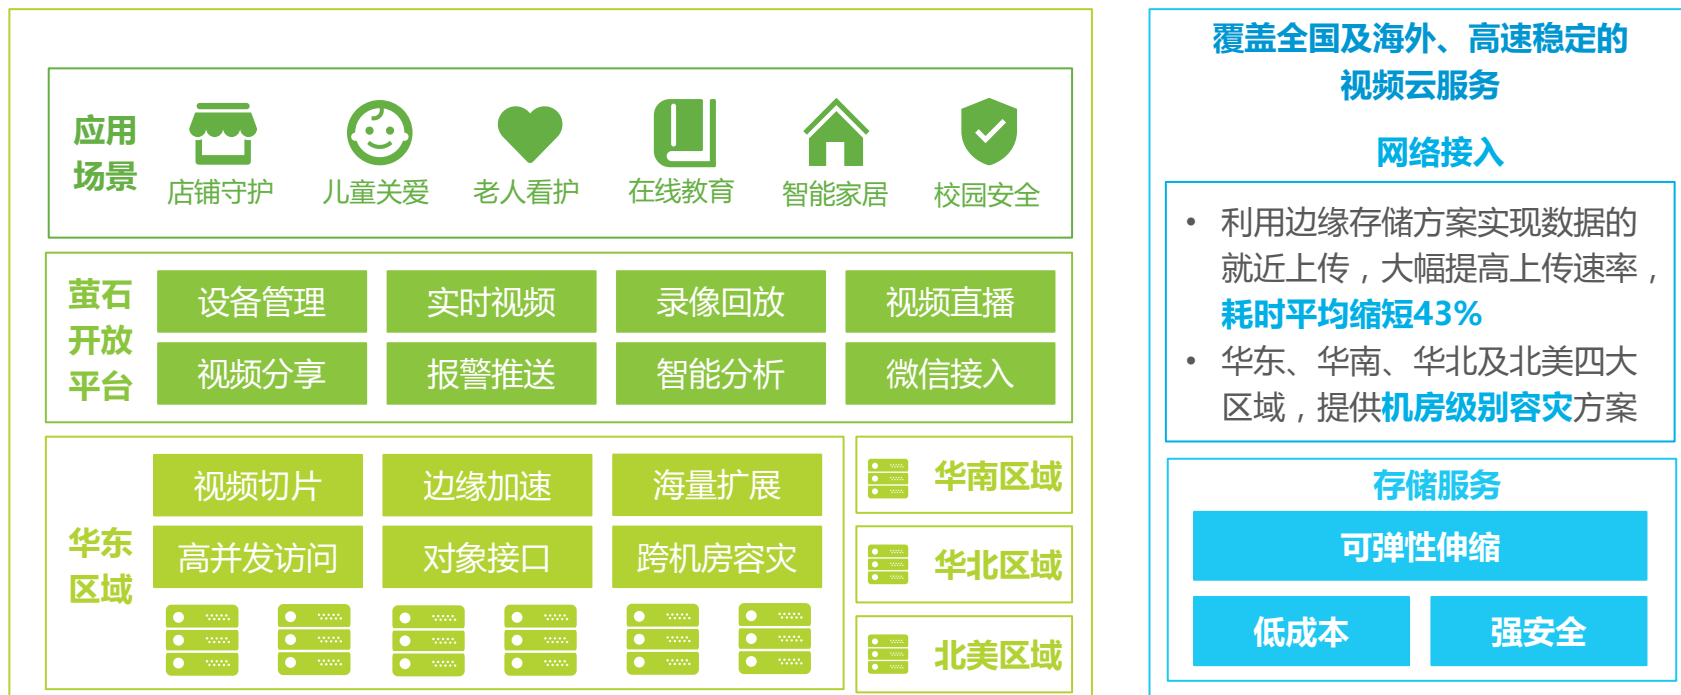 应用
场景
店铺守护
儿童关爱
老人看护
在线教育
智能家居
校园安全
萤石
开放
平台
设备管理
实时视频
录像回放
视频直播
视频分享
报警推送
智能分析
微信接入
华东
区域
视频切片
边缘加速
海量扩展
高并发访问
对象接口
跨机房容灾
华南区域
华北区域
北美区域
覆盖全国及海外、高速稳定的
视频云服务
网络接入
• 利用边缘存储方案实现数据的
就近上传，大幅提高上传速率，
耗时平均缩短43%
• 华东、华南、华北及北美四大
区域，提供机房级别容灾方案
存储服务
可弹性伸缩
低成本
强安全